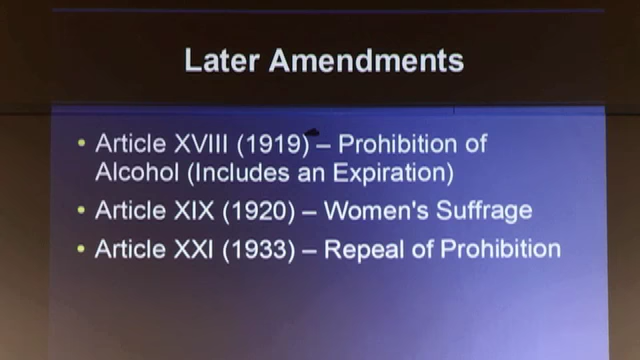 Later Amendments
• Article XVIII (1919) – Prohibition of
Alcohol (Includes an Expiration)
• Article XIX (1920) – Women's Suffrage
• Article XXI (1933) – Repeal of Prohibition